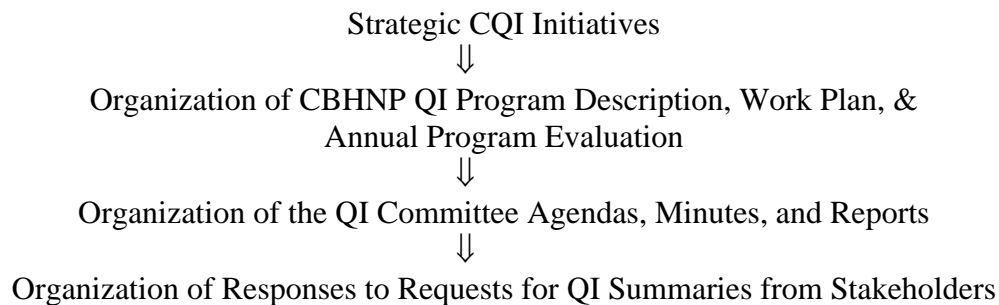 Strategic CQI Initiatives
⇓
Organization of CBHNP QI Program Description, Work Plan, &
Annual Program Evaluation
⇓
Organization of the QI Committee Agendas, Minutes, and Reports
⇓
Organization of Responses to Requests for QI Summaries from Stakeholders